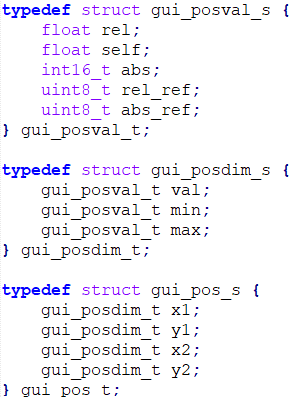 typedef struct gui_posval_s {
    float rel;
    float self;
    int16_t abs;
    uint8_t rel_ref;
    uint8_t abs_ref;
} gui_posval_t;

typedef struct gui_posdim_s {
    gui_posval_t val;
    gui_posval_t min;
    gui_posval_t max;
} gui_posdim_t;

typedef struct gui_pos_s {
    gui_posdim_t x1;
    gui_posdim_t y1;
    gui_posdim_t x2;
    gui_posdim_t y2;
} gui_pos_t;